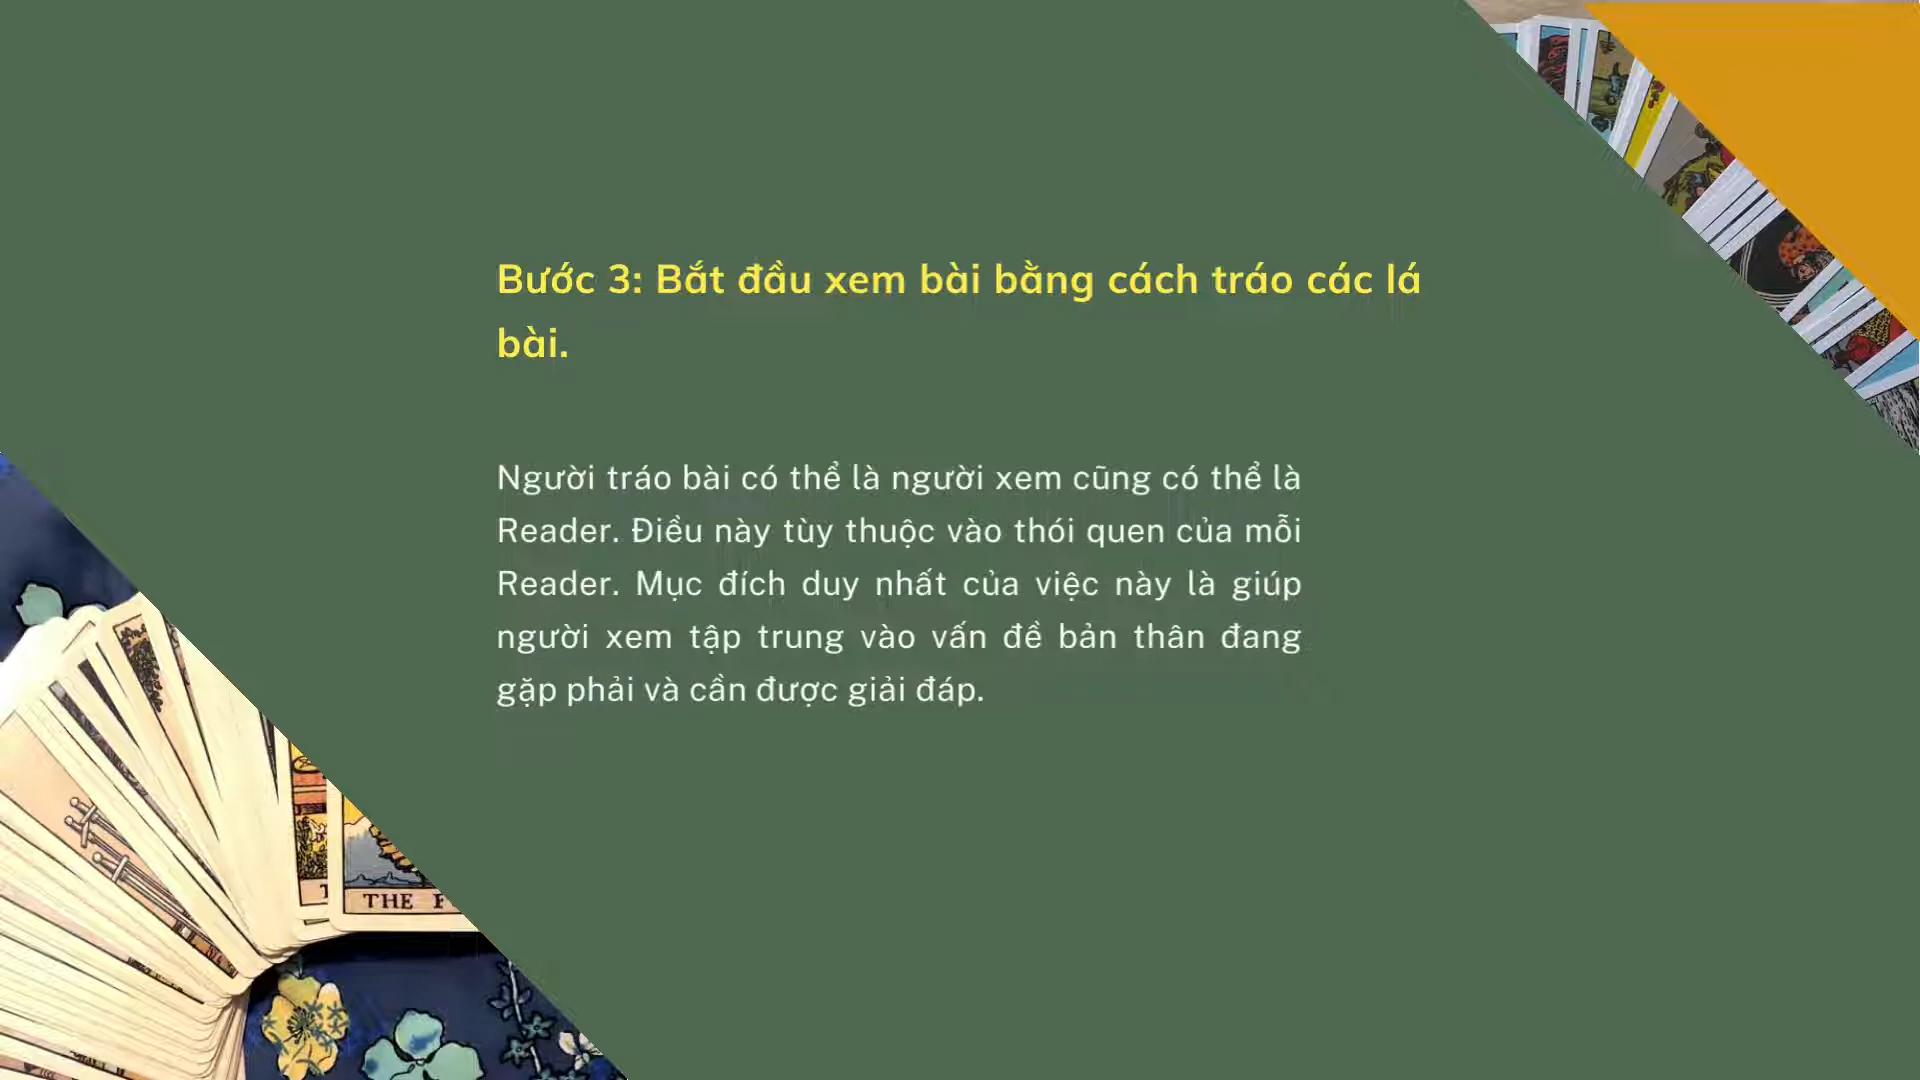 Bước 3: Bắt đầu xem bài bằng cách tráo các lá
bài.
Người tráo bài có thể là người xem cũng có thể là
Reader. Điều này tùy thuộc vào thói quen của mỗi
Reader. Mục đích duy nhất của việc này là giúp
người xem tập trung vào vấn đề bản thân đang
gặp phải và cần được giải đáp.
THE